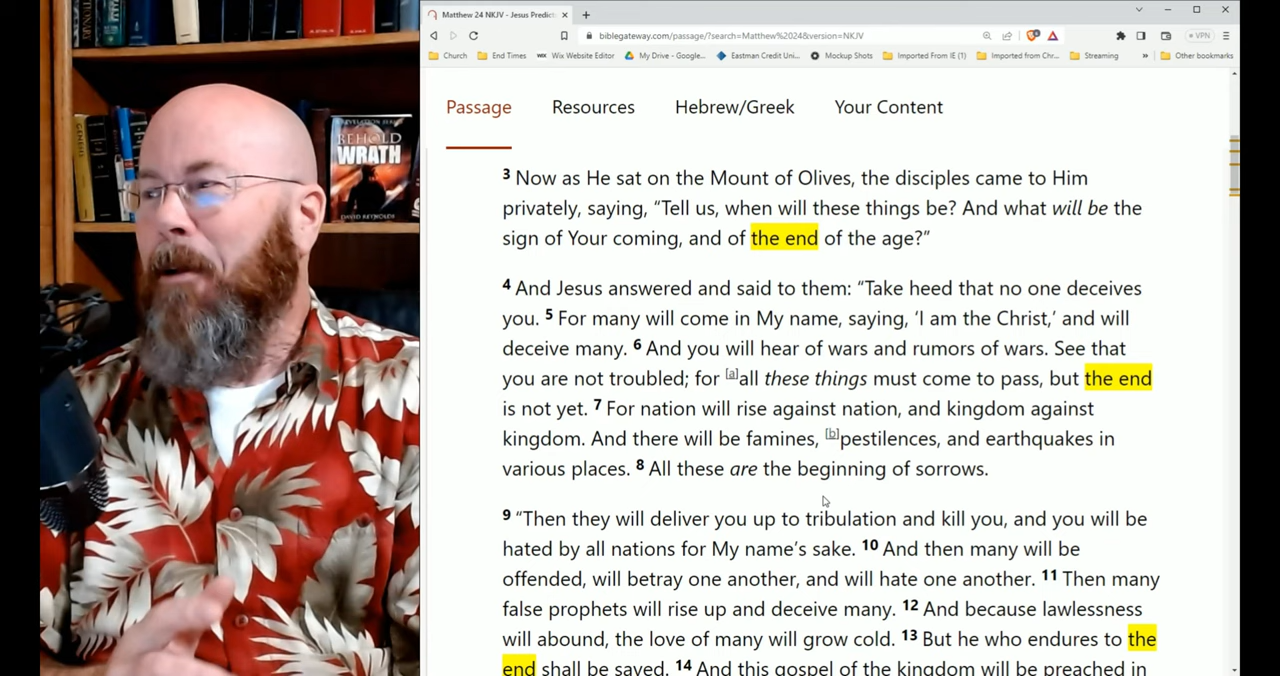 GENESIS
REVELATION SERIES
BEHOLD
WRATH
DAVID REYNOLDS
Matthew 24 NKJV - Jesus Predict
biblegateway.com/passage/?search=Matthew%2024&version=NKJV
VPN
Church
End Times
WIX Wix Website Editor
My Drive - Google...
Eastman Credit Uni...
Mockup Shots
Imported From IE (1)
Imported from Chr...
Streaming
»
Other bookmarks
Passage
Resources
Hebrew/Greek
Your Content
3 Now as He sat on the Mount of Olives, the disciples came to Him
privately, saying, “Tell us, when will these things be? And what will be the
sign of Your coming, and of the end of the age?”
4 And Jesus answered and said to them: “Take heed that no one deceives
you. 5 For many will come in My name, saying, ‘I am the Christ,’ and will
deceive many. 6 And you will hear of wars and rumors of wars. See that
you are not troubled; for [a]all these things must come to pass, but the end
is not yet. 7 For nation will rise against nation, and kingdom against
kingdom. And there will be famines, [b]pestilences, and earthquakes in
various places. 8 All these are the beginning of sorrows.
9 “Then they will deliver you up to tribulation and kill you, and you will be
hated by all nations for My name’s sake. 10 And then many will be
offended, will betray one another, and will hate one another. 11 Then many
false prophets will rise up and deceive many. 12 And because lawlessness
will abound, the love of many will grow cold. 13 But he who endures to the
end shall be saved. 14 And this gospel of the kingdom will be preached in